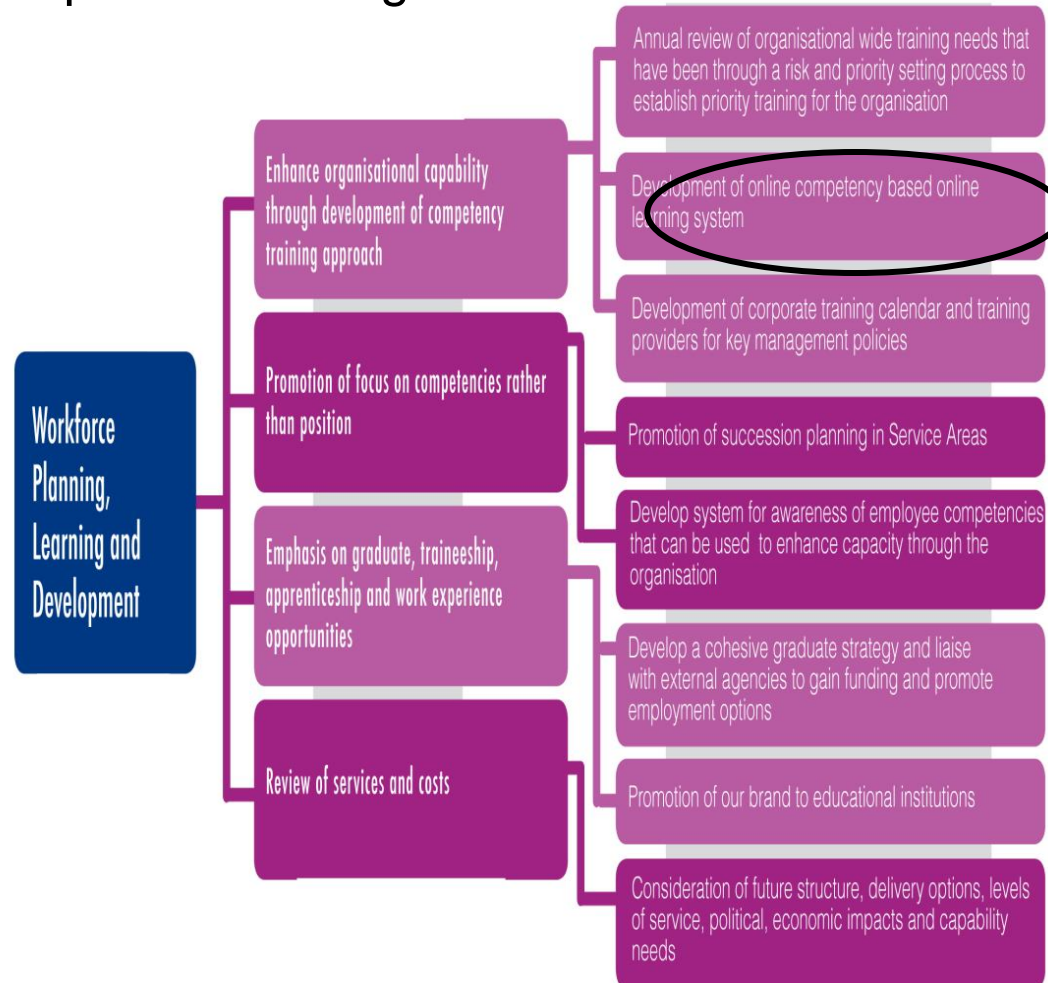 Workforce
Planning,
Learning and
Development
Enhance organisational capability
through development of competency
training approach
Annual review of organisational wide training needs that
have been through a risk and priority setting process to
establish priority training for the organisation
Development of online competency based online
learning system
Development of corporate training calendar and training
providers for key management policies
Promotion of focus on competencies rather
than position
Promotion of succession planning in Service Areas
Develop system for awareness of employee competencies
that can be used to enhance capacity through the
organisation
Emphasis on graduate, traineeship,
apprenticeship and work experience
opportunities
Develop a cohesive graduate strategy and liaise
with external agencies to gain funding and promote
employment options
Promotion of our brand to educational institutions
Review of services and costs
Consideration of future structure, delivery options, levels
of service, political, economic impacts and capability
needs